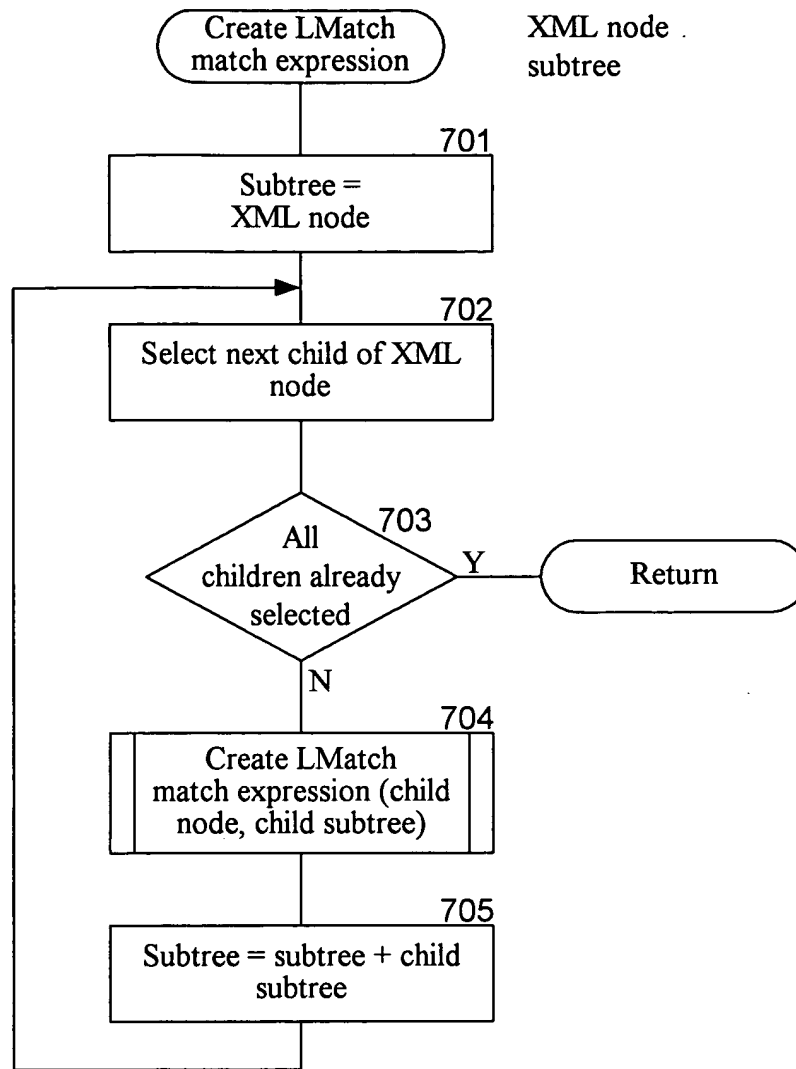 Create LMatch
match expression
XML node
subtree
701
Subtree =
XML node
702
Select next child of XML
node
703
All
children already
selected
Y
Return
N
704
Create LMatch
match expression (child
node, child subtree)
705
Subtree = subtree + child
subtree